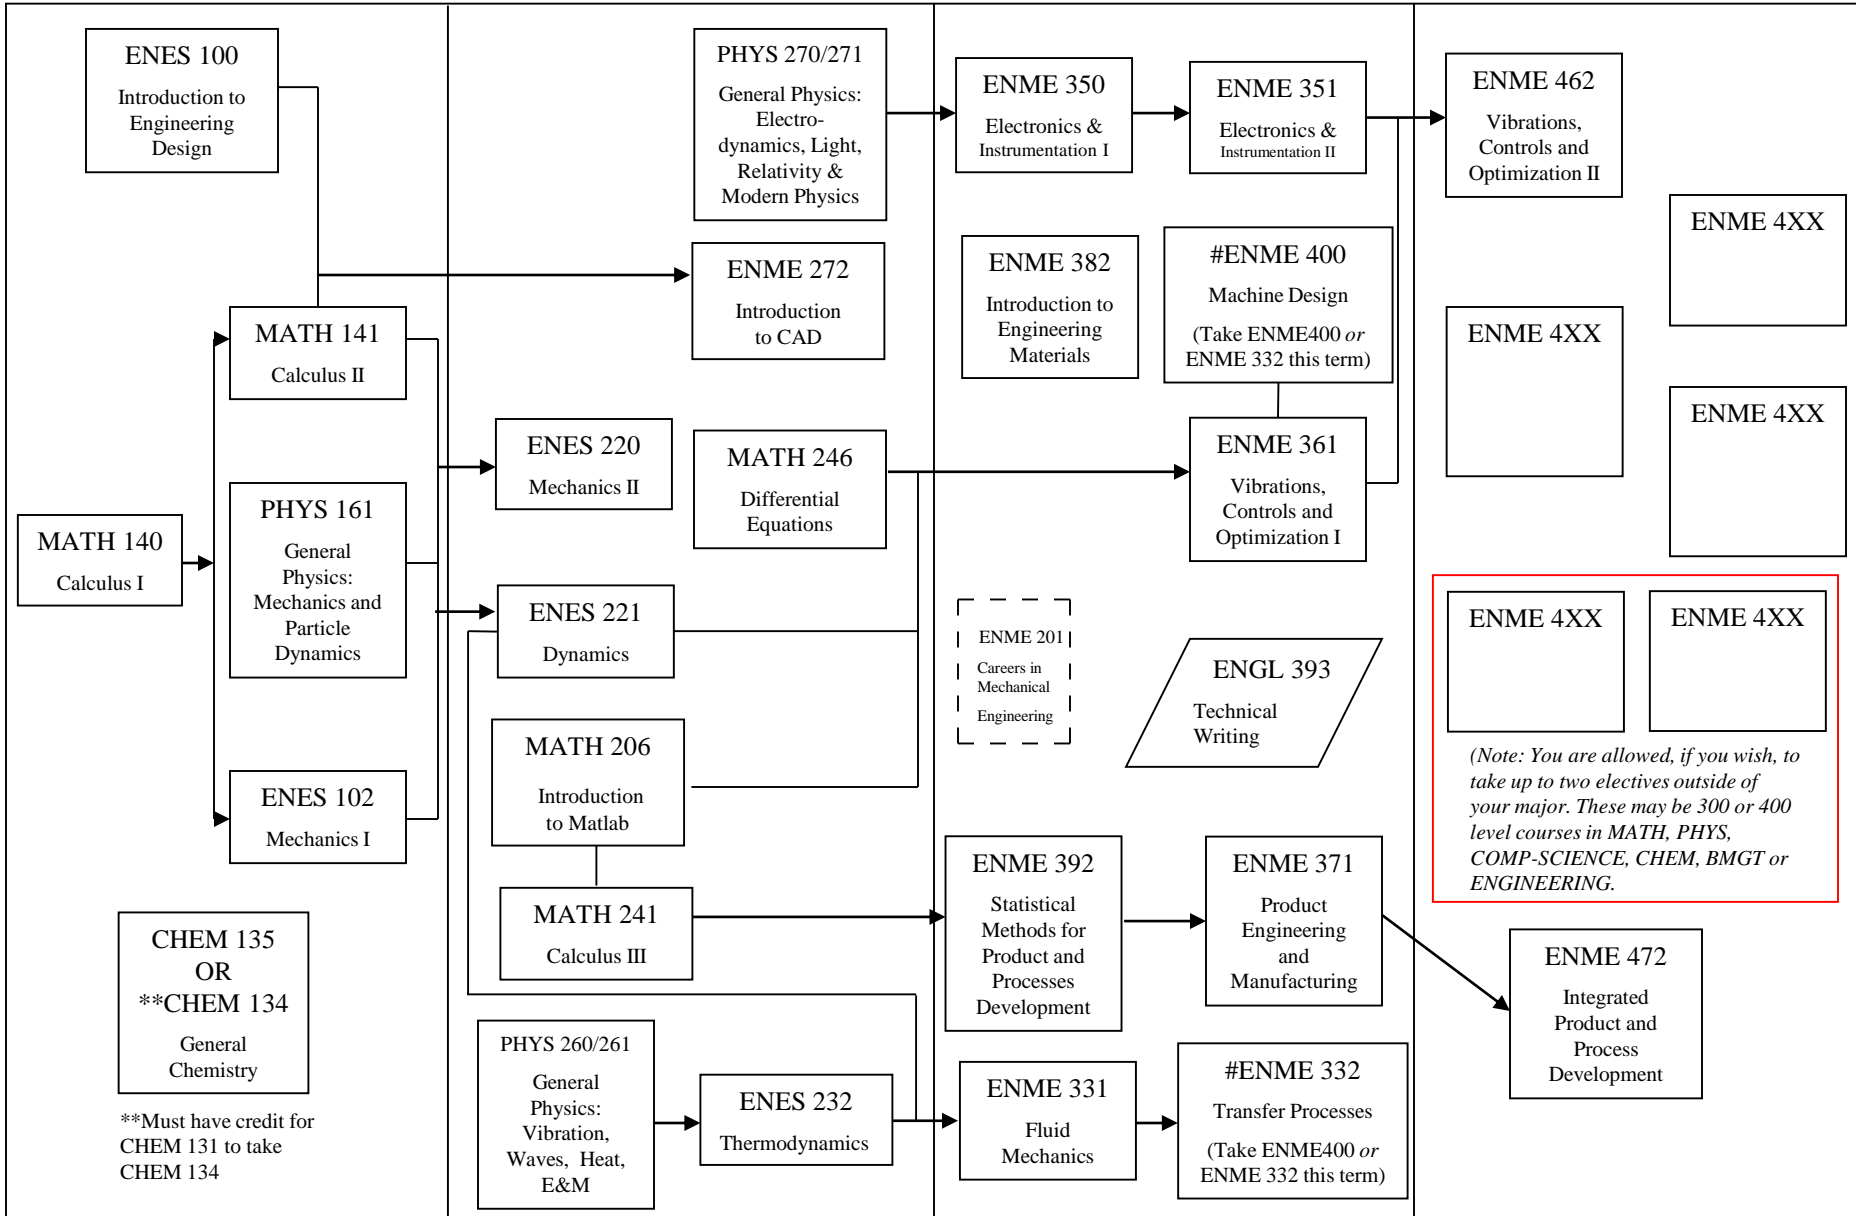 ENES 100
Introduction to
Engineering
Design
MATH 141
Calculus II
PHYS 161
General
Physics:
Mechanics and
Particle
Dynamics
MATH 140
Calculus I
ENES 102
Mechanics I
CHEM 135
OR
**CHEM 134
General
Chemistry
**Must have credit for
CHEM 131 to take
CHEM 134
PHYS 270/271
General Physics:
Electro-
dynamics, Light,
Relativity &
Modern Physics
ENME 272
Introduction
to CAD
ENES 220
Mechanics II
MATH 246
Differential
Equations
ENES 221
Dynamics
MATH 206
Introduction
to Matlab
MATH 241
Calculus III
PHYS 260/261
General
Physics:
Vibration,
Waves, Heat,
E&M
ENES 232
Thermodynamics
ENME 350
Electronics &
Instrumentation I
ENME 351
Electronics &
Instrumentation II
ENME 382
Introduction to
Engineering
Materials
#ENME 400
Machine Design
(Take ENME400 or
ENME 332 this term)
ENME 361
Vibrations,
Controls and
Optimization I
ENME 201
Careers in
Mechanical
Engineering
ENGL 393
Technical
Writing
ENME 392
Statistical
Methods for
Product and
Processes
Development
ENME 371
Product
Engineering
and
Manufacturing
ENME 331
Fluid
Mechanics
#ENME 332
Transfer Processes
(Take ENME400 or
ENME 332 this term)
ENME 462
Vibrations,
Controls and
Optimization II
ENME 4XX
ENME 4XX
ENME 4XX
ENME 4XX
ENME 4XX
(Note: You are allowed, if you wish, to
take up to two electives outside of
your major. These may be 300 or 400
level courses in MATH, PHYS,
COMP-SCIENCE, CHEM, BMGT or
ENGINEERING.
ENME 472
Integrated
Product and
Process
Development